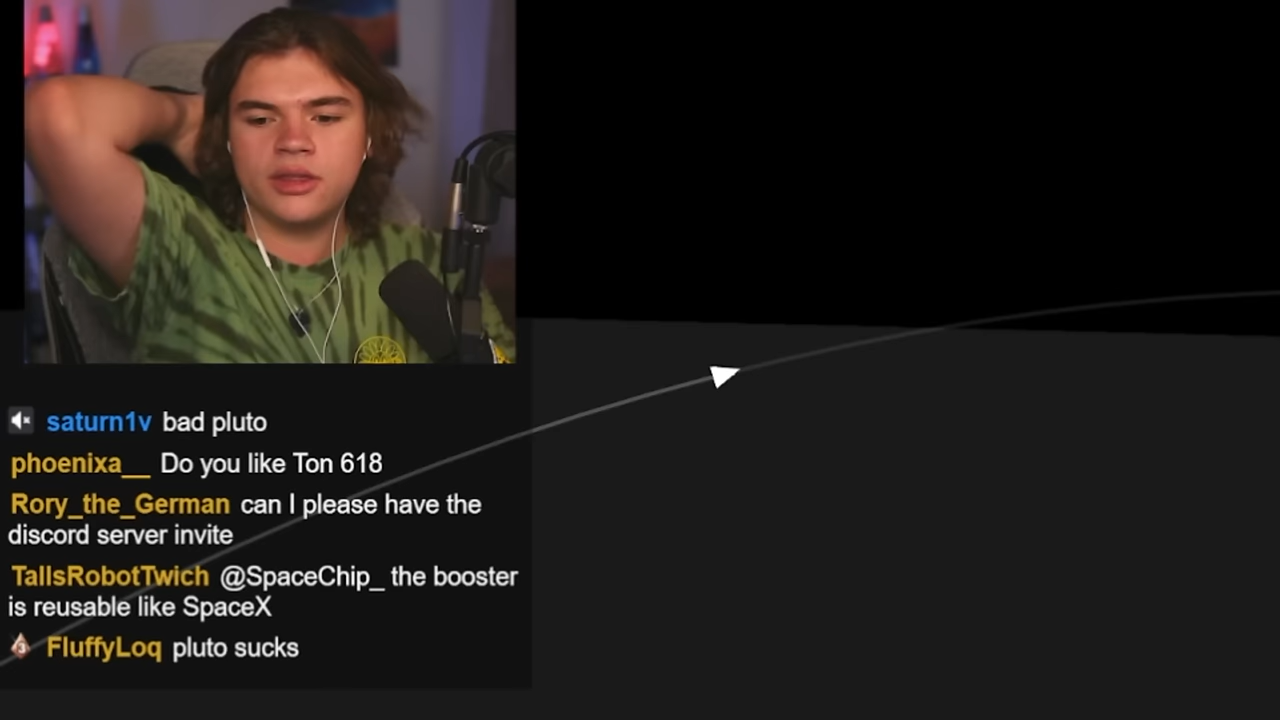 saturn1v bad pluto
phoenixa__ Do you like Ton 618
Rory_the_German can I please have the
discord server invite
TallsRobotTwich @SpaceChip_ the booster
is reusable like SpaceX
3 FluffyLoq pluto sucks